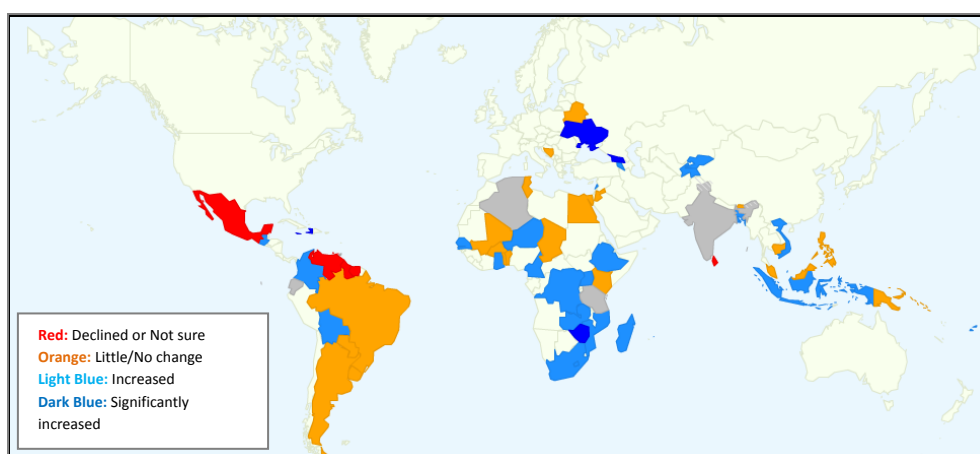 Red: Declined or Not sure
Orange: Little/No change
Light Blue: Increased
Dark Blue: Significantly
increased